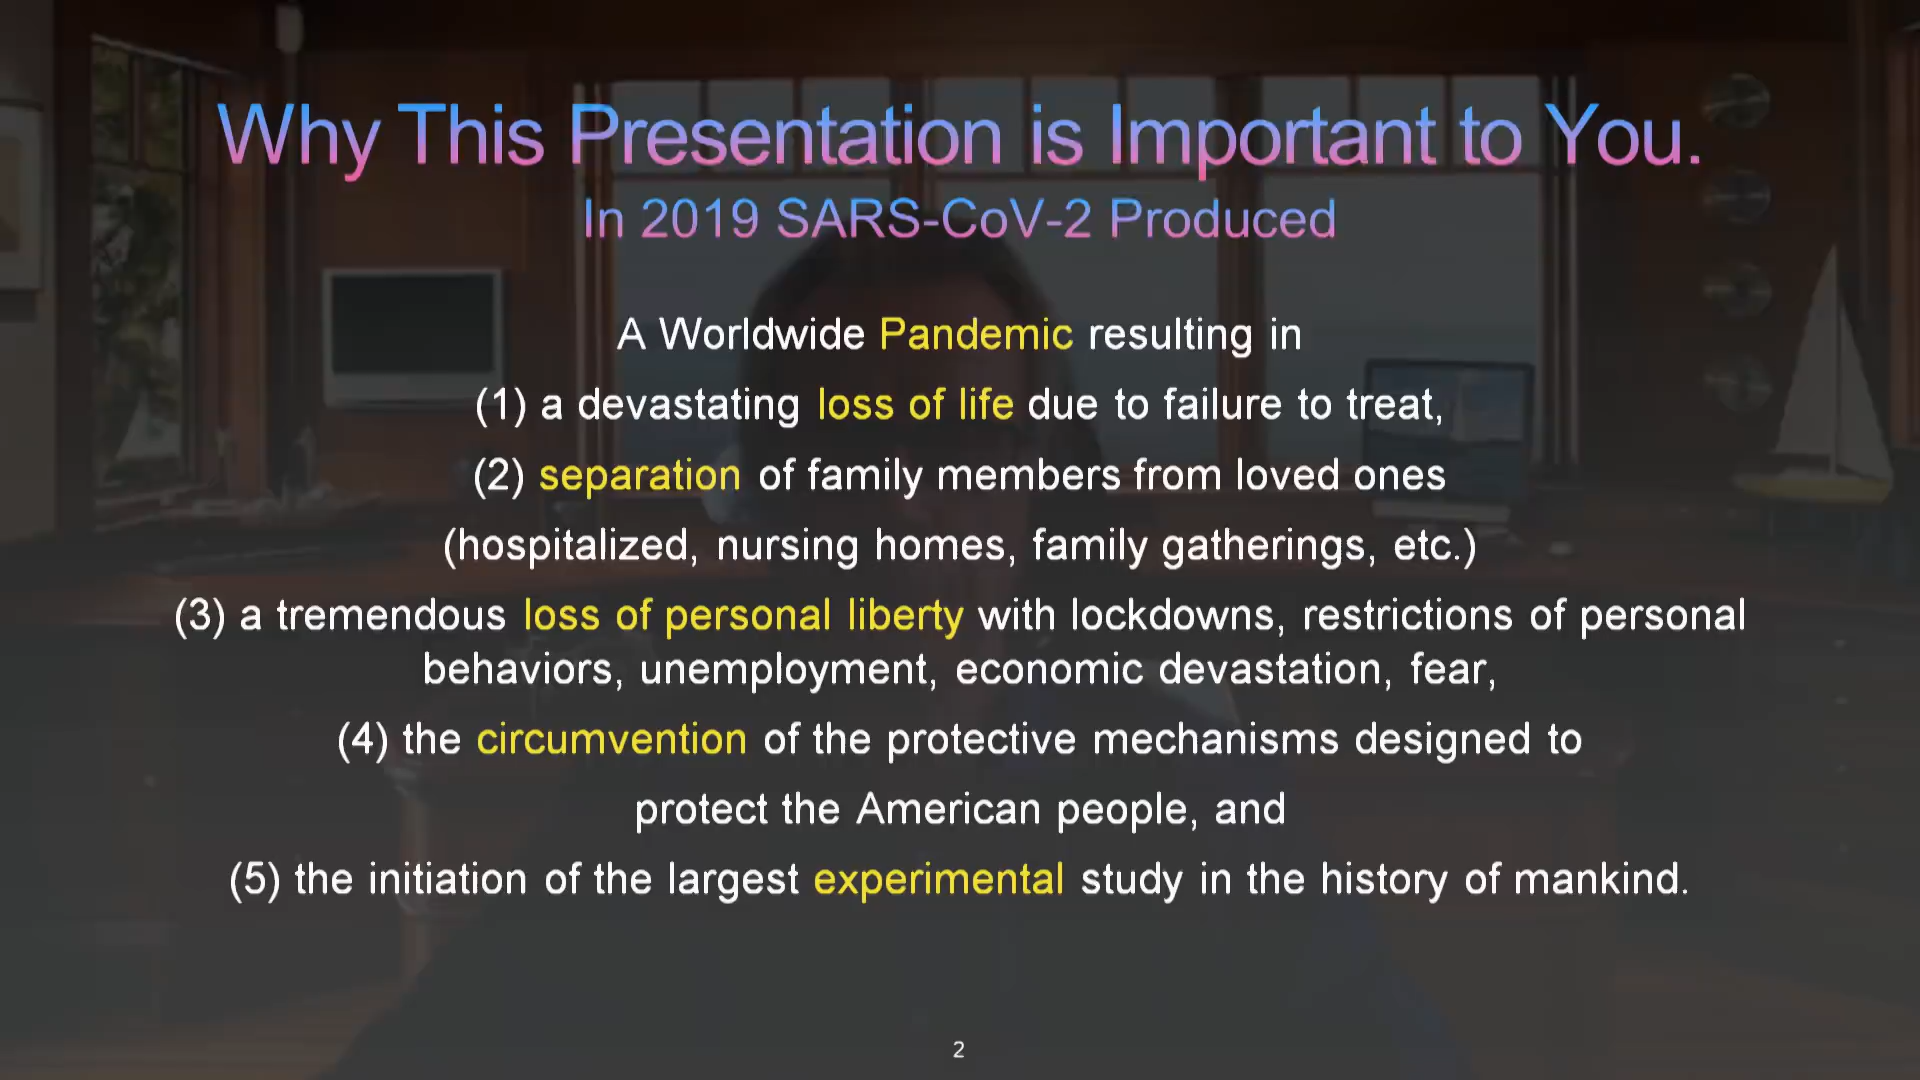 Why This Presentation is Important to You.
In 2019 SARS-CoV-2 Produced
A Worldwide Pandemic resulting in
(1) a devastating loss of life due to failure to treat,
(2) separation of family members from loved ones
(hospitalized, nursing homes, family gatherings, etc.)
(3) a tremendous loss of personal liberty with lockdowns, restrictions of personal
behaviors, unemployment, economic devastation, fear,
(4) the circumvention of the protective mechanisms designed to
protect the American people, and
(5) the initiation of the largest experimental study in the history of mankind.
2